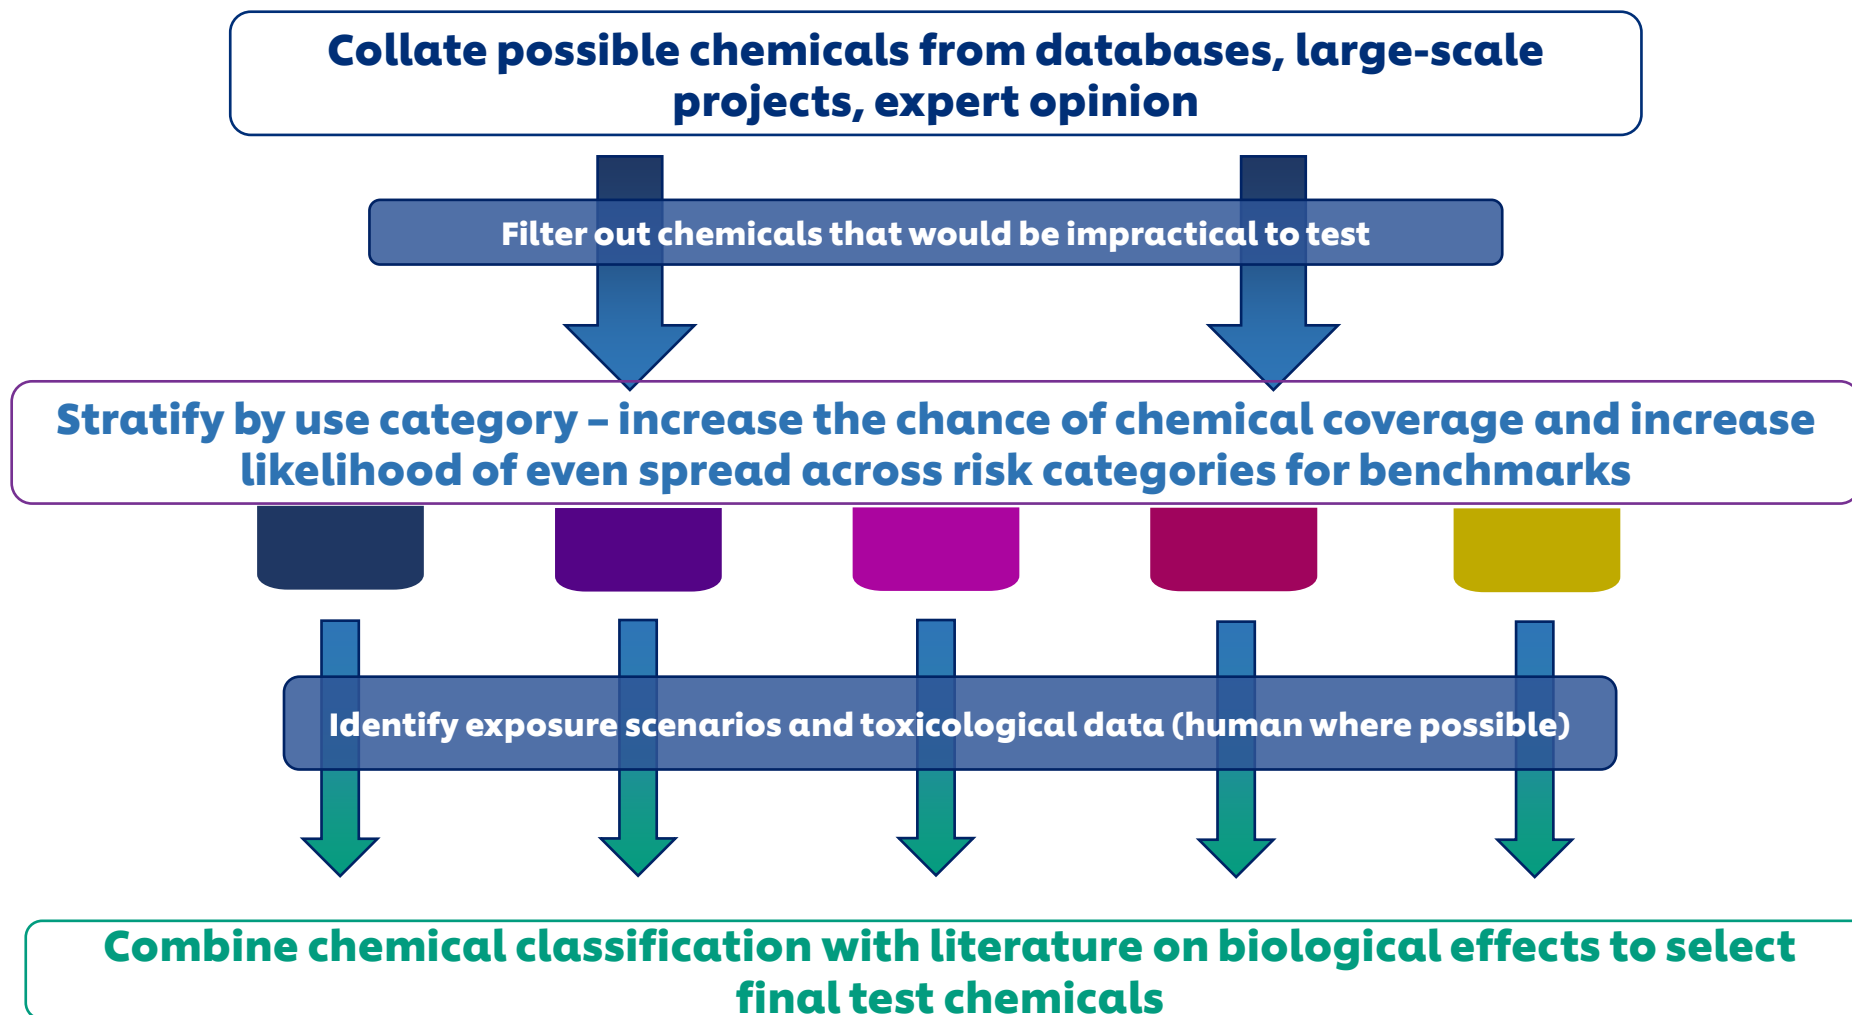 Collate possible chemicals from databases, large-scale
projects, expert opinion
Filter out chemicals that would be impractical to test
Stratify by use category – increase the chance of chemical coverage and increase
likelihood of even spread across risk categories for benchmarks
Identify exposure scenarios and toxicological data (human where possible)
Combine chemical classification with literature on biological effects to select
final test chemicals